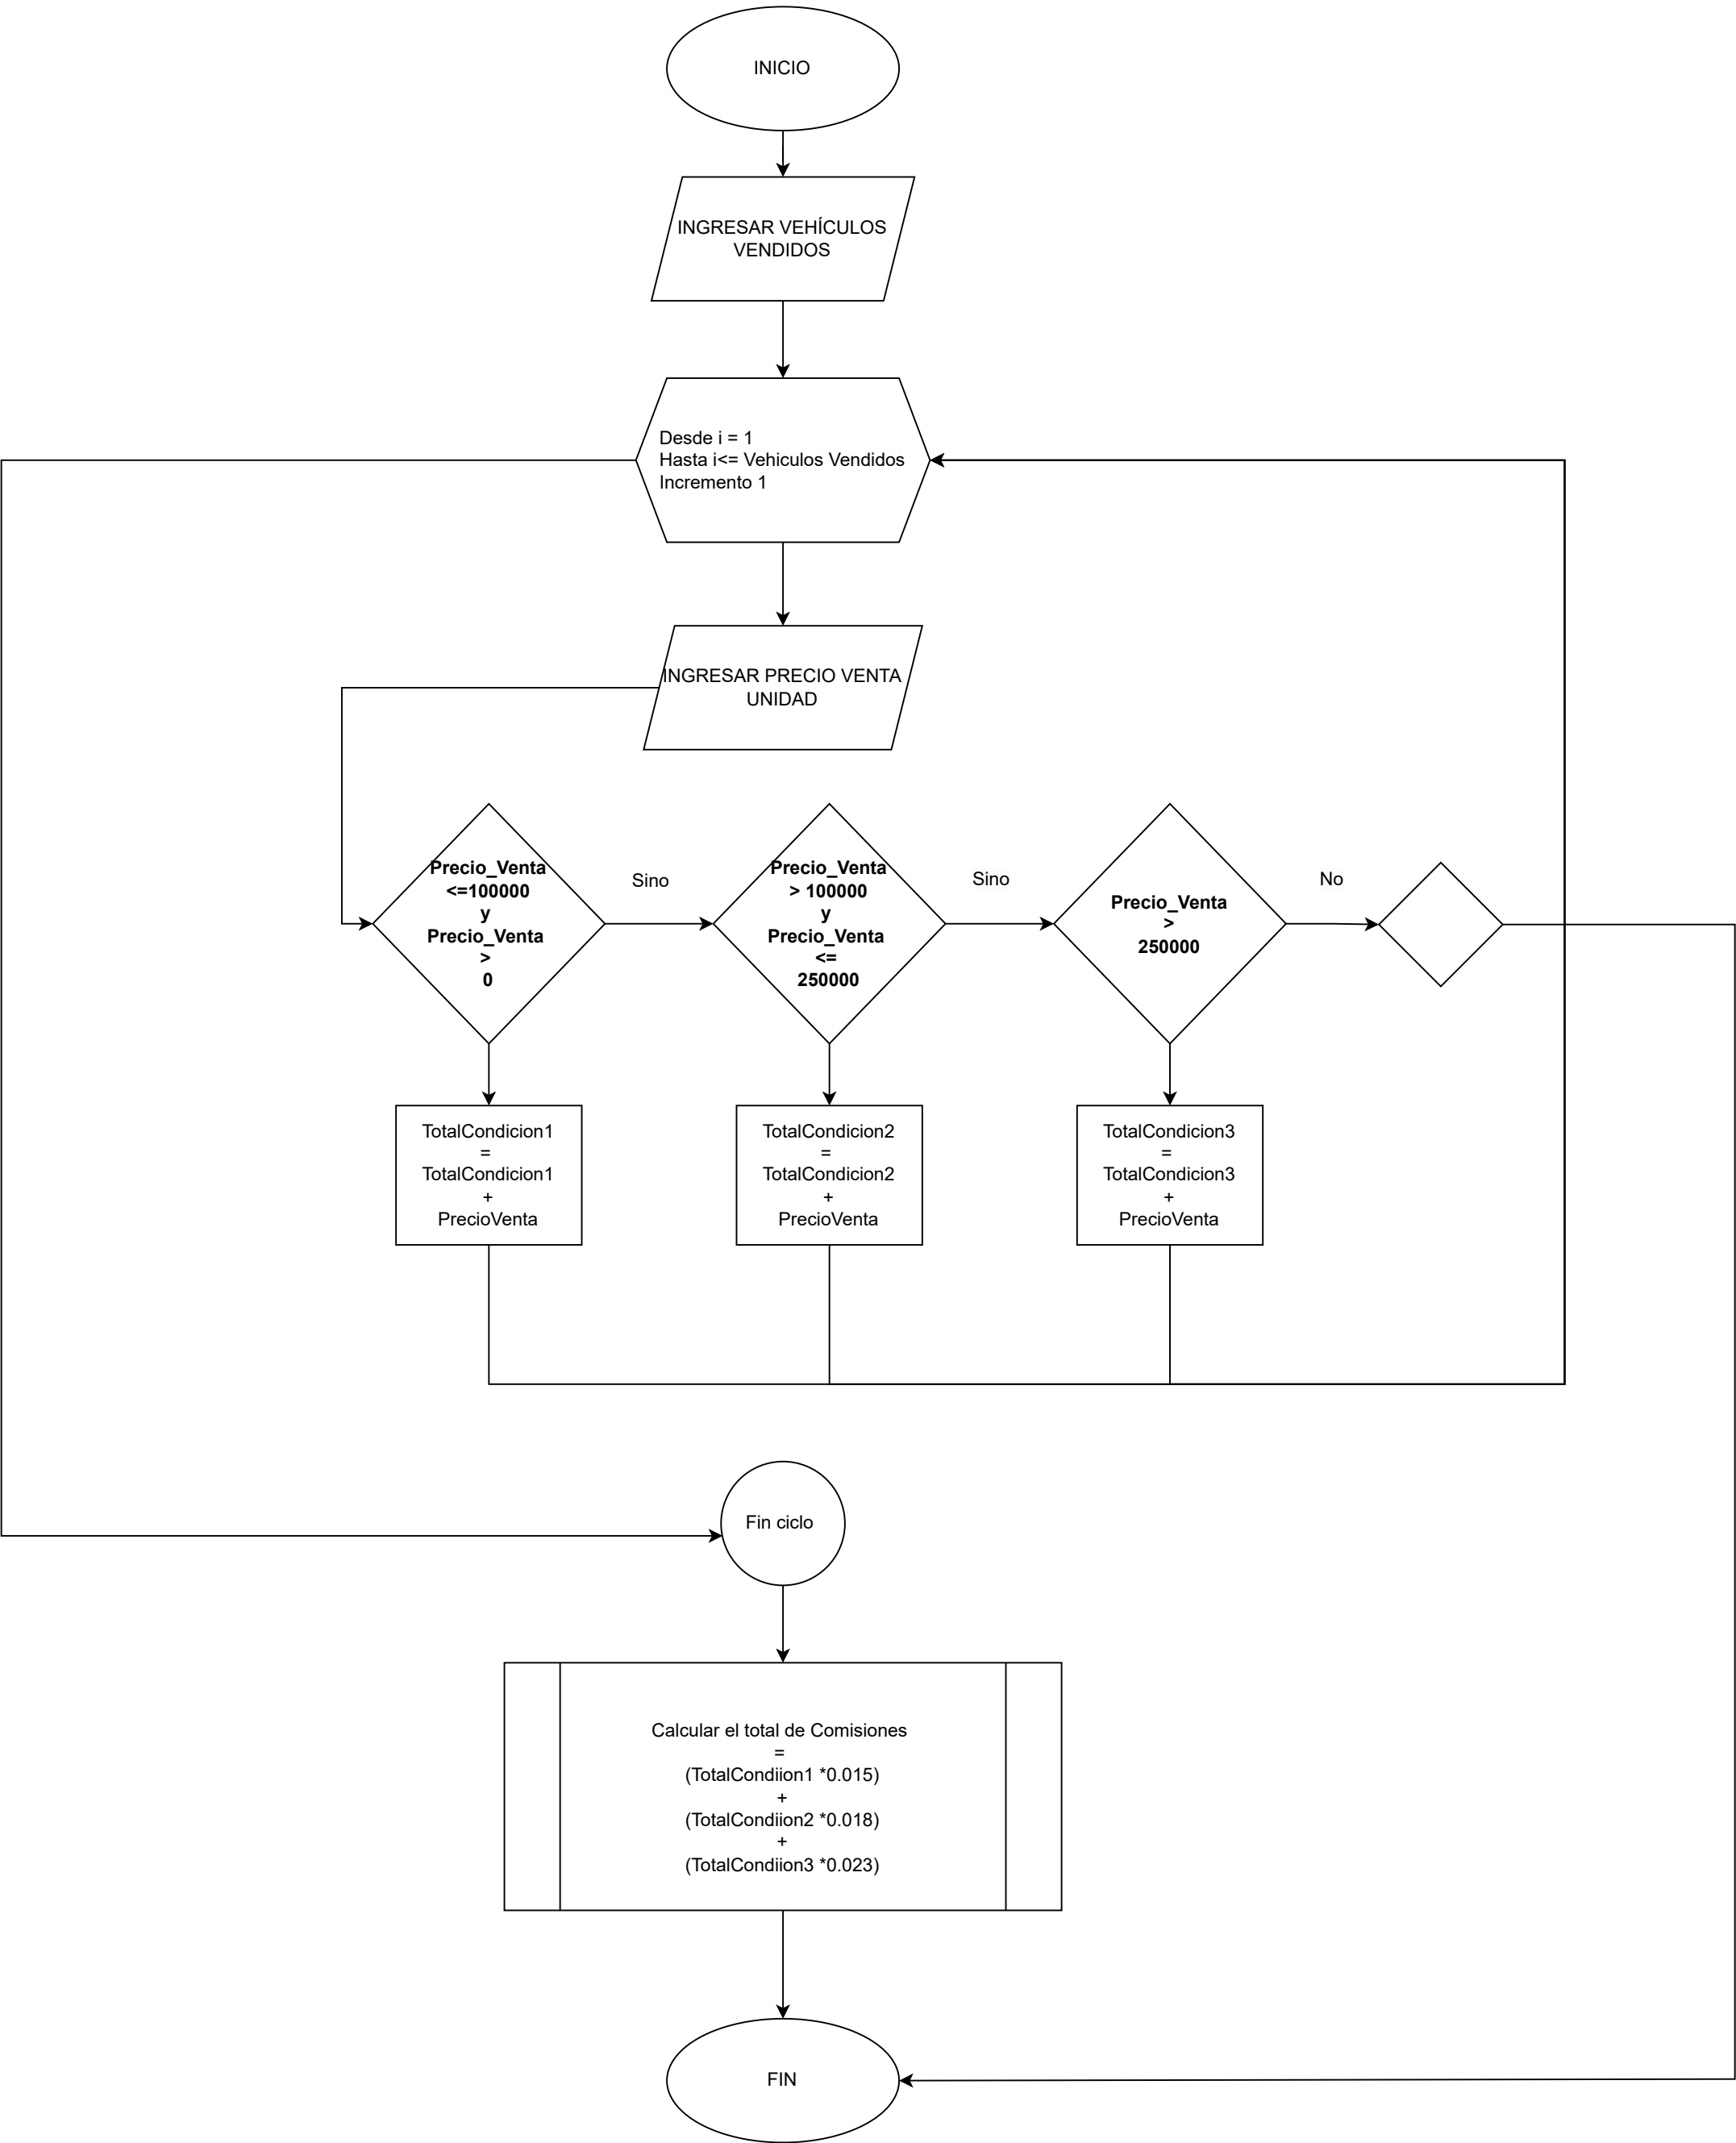 INICIO
INGRESAR VEHÍCULOS
VENDIDOS
Desde i = 1
Hasta i<= Vehiculos Vendidos
Incremento 1
INGRESAR PRECIO VENTA
UNIDAD
Precio_Venta
<=100000
y
Precio_Venta
>
0
Sino
Precio_Venta
> 100000
y
Precio_Venta
<=
250000
Sino
Precio_Venta
>
250000
No
TotalCondicion1
=
TotalCondicion1
+
PrecioVenta
TotalCondicion2
=
TotalCondicion2
+
PrecioVenta
TotalCondicion3
=
TotalCondicion3
+
PrecioVenta
Fin ciclo
Calcular el total de Comisiones
=
(TotalCondiion1 *0.015)
+
(TotalCondiion2 *0.018)
+
(TotalCondiion3 *0.023)
FIN